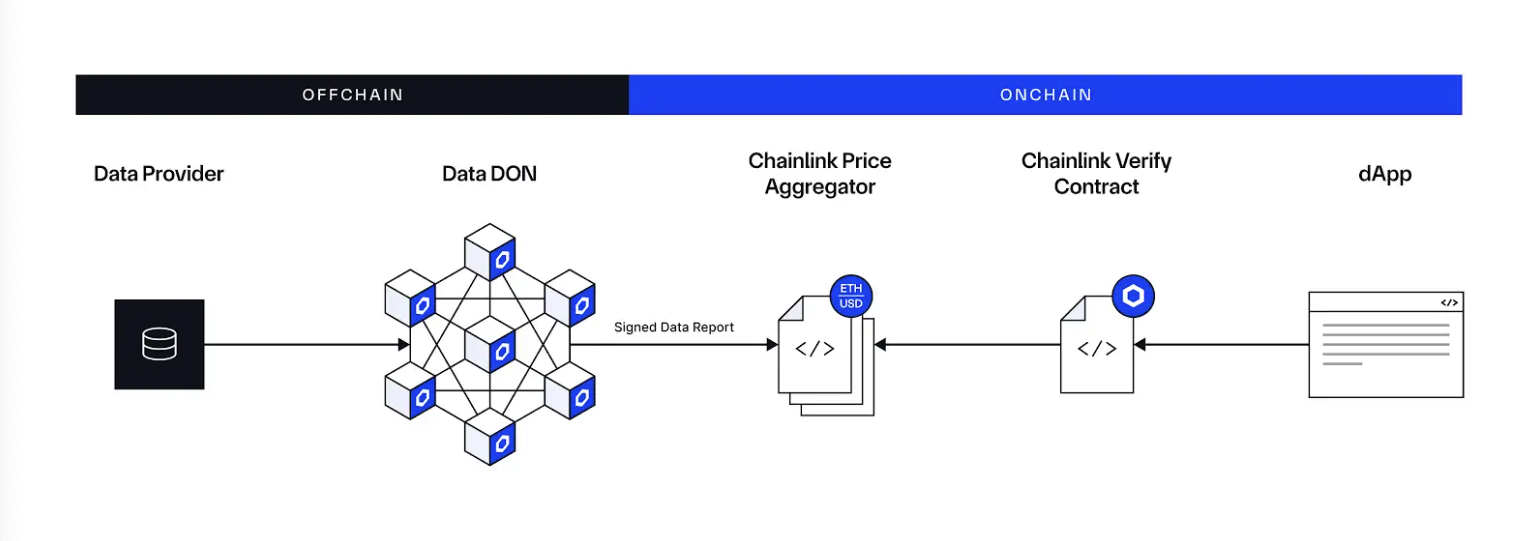 OFFCHAIN
ONCHAIN
Data Provider
Data DON
Chainlink Price
Aggregator
Chainlink Verify
Contract
dApp
Signed Data Report
ETH
USD
</>
</>
</>